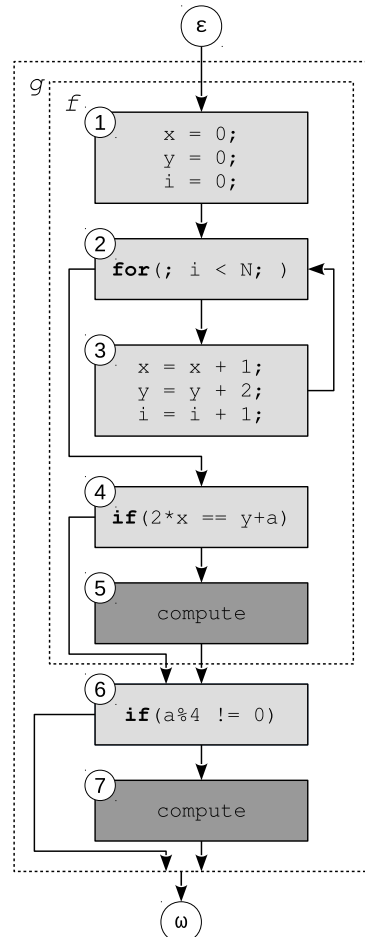 ε
g
f
1
x = 0;
y = 0;
i = 0;
2
for(; i < N; )
3
x = x + 1;
y = y + 2;
i = i + 1;
4
if(2*x == y+a)
5
compute
6
if(a%4 != 0)
7
compute
ω